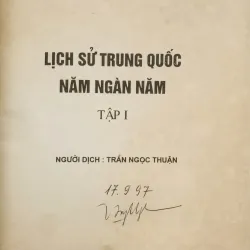 LỊCH SỬ TRUNG QUỐC
NĂM NGÀN NĂM
TẬP I
NGƯỜI DỊCH : TRẦN NGỌC THUẬN
17.9 97